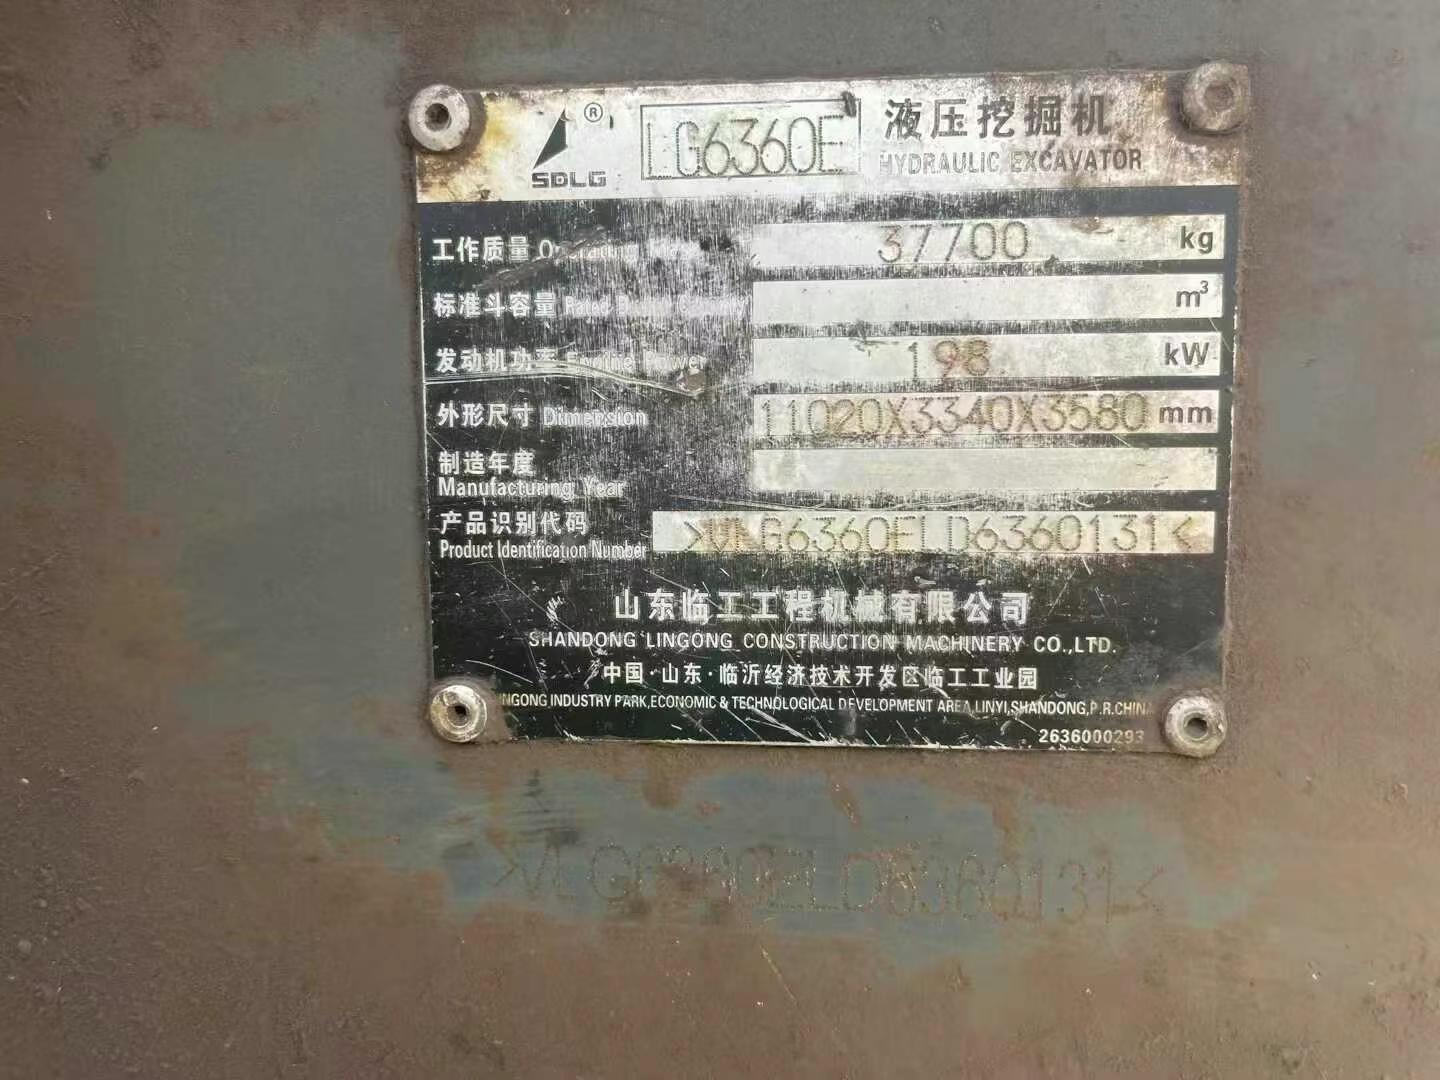 SDLG ® LG6360E 液压挖掘机
HYDRAULIC EXCAVATOR
工作质量 Operating 37700 kg
标准斗容量 m³
发动机功率 Engine Power 198 kW
外形尺寸 Dimension 11020X3340X3580 mm
制造年度
Manufacturing Year
产品识别代码
Product Identification Number >VLG6360ELD6360131<
山东临工工程机械有限公司
SHANDONG LINGONG CONSTRUCTION MACHINERY CO.,LTD.
中国·山东·临沂经济技术开发区临工工业园
INGONG INDUSTRY PARK,ECONOMIC & TECHNOLOGICAL DEVELOPMENT AREA,LINYI,SHANDONG,P.R.CHINA
2636000293
>VLG6360ELD6360131<